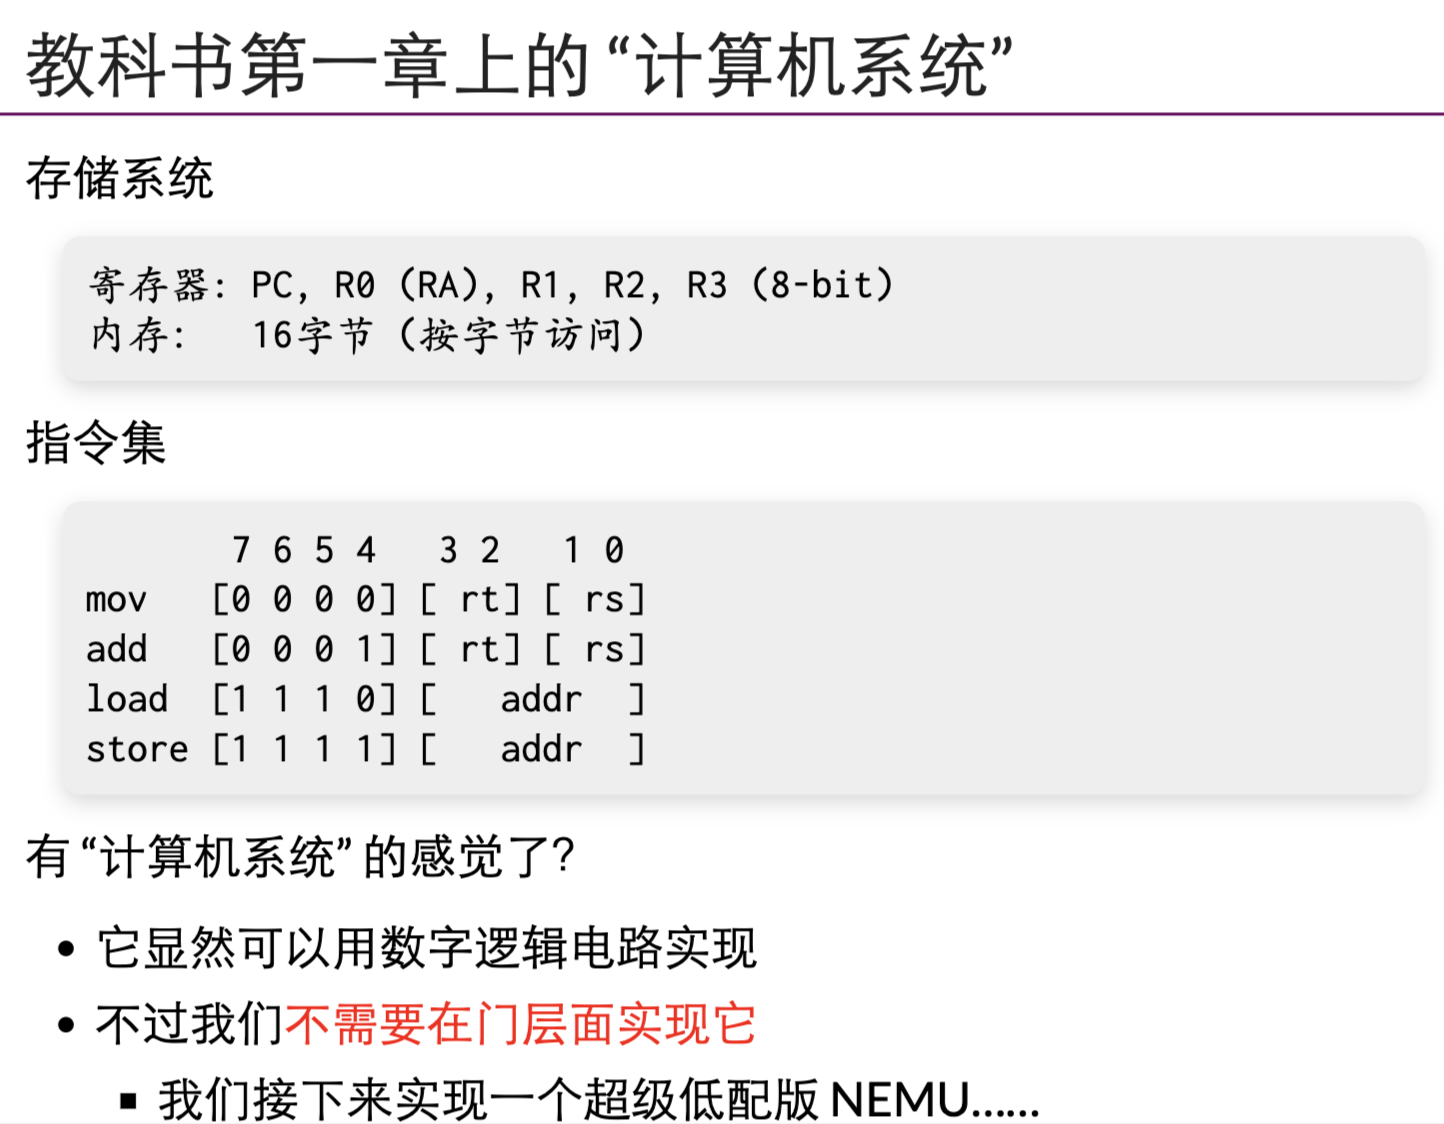 教科书第一章上的 “计算机系统”
存储系统
寄存器: PC, R0 (RA), R1, R2, R3 (8-bit)
内存: 16字节 (按字节访问)
指令集
7 6 5 4 3 2 1 0
mov [0 0 0 0] [ rt] [ rs]
add [0 0 0 1] [ rt] [ rs]
load [1 1 1 0] [ addr ]
store [1 1 1 1] [ addr ]
有 “计算机系统” 的感觉了?
• 它显然可以用数字逻辑电路实现
• 不过我们不需要在门层面实现它
▪ 我们接下来实现一个超级低配版 NEMU……